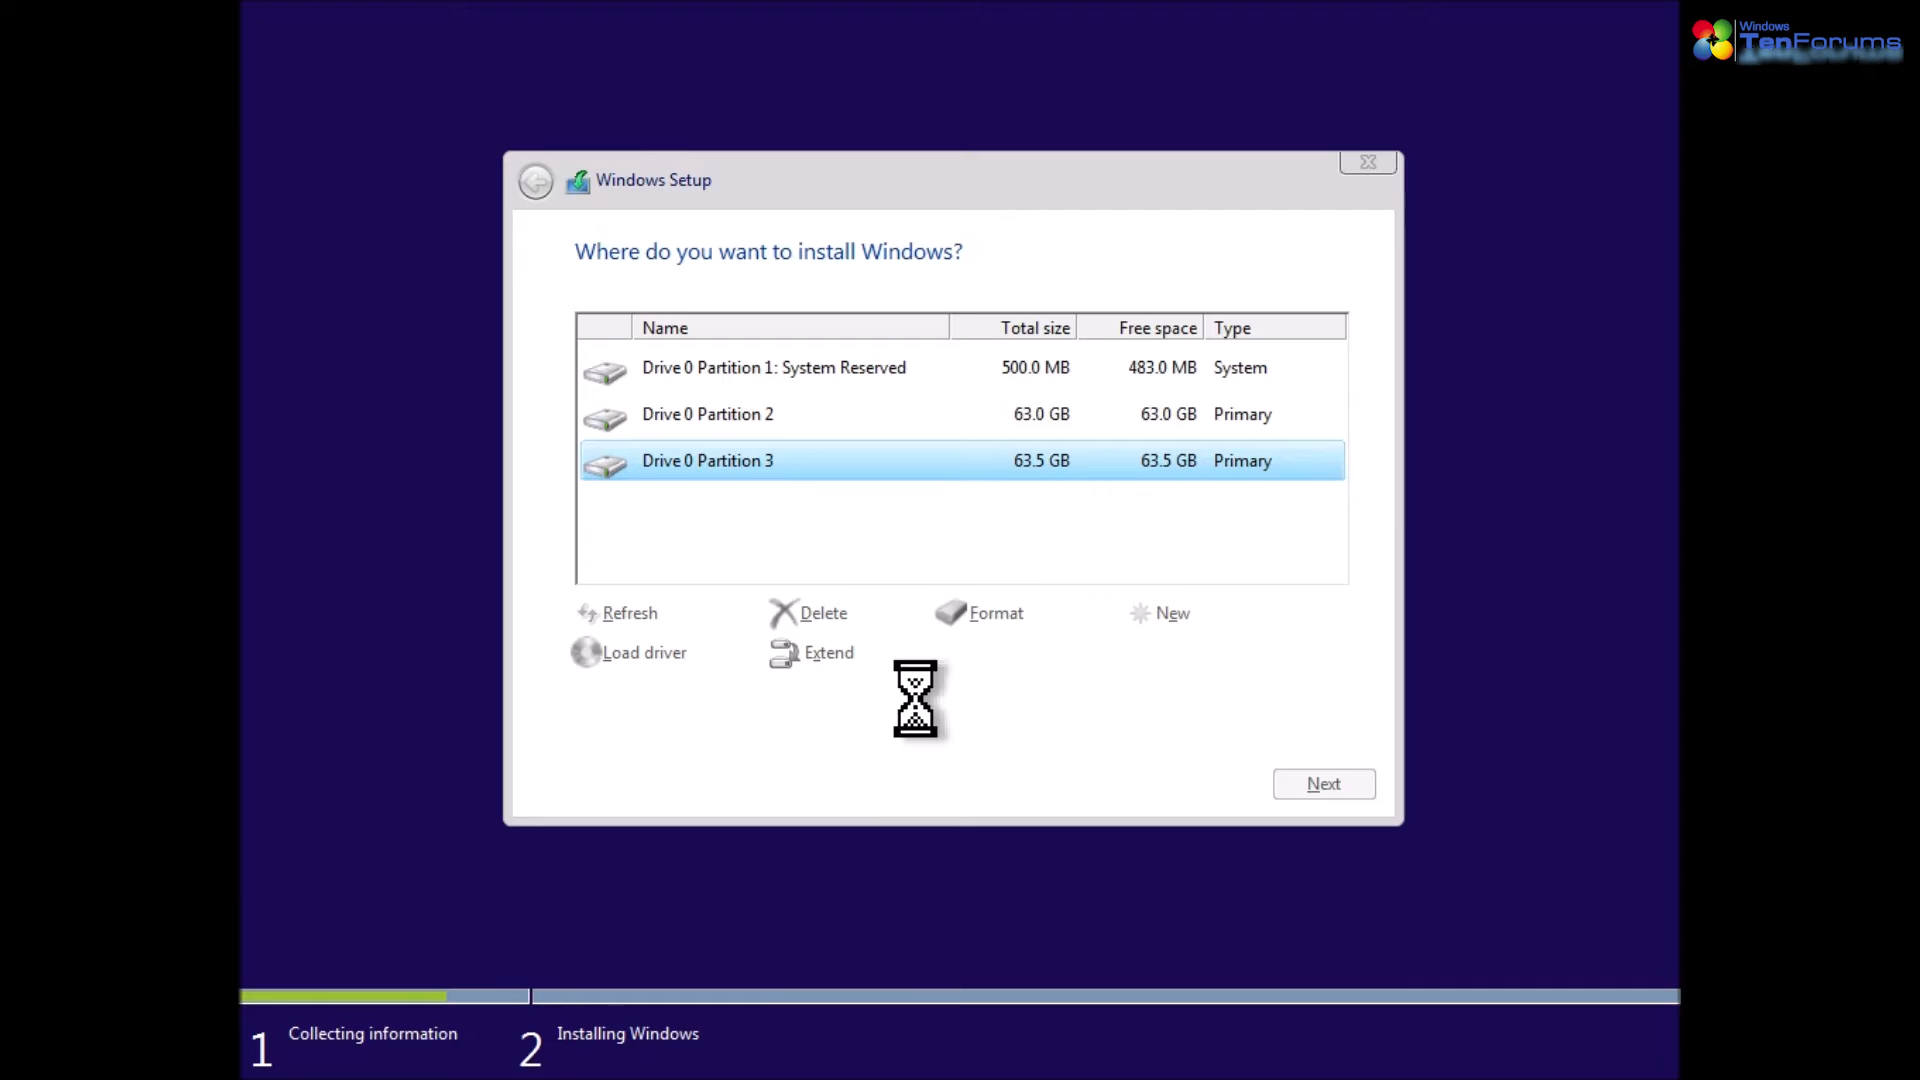 Windows
TenForums
Windows Setup
Where do you want to install Windows?
Name Total size Free space Type
Drive 0 Partition 1: System Reserved 500.0 MB 483.0 MB System
Drive 0 Partition 2 63.0 GB 63.0 GB Primary
Drive 0 Partition 3 63.5 GB 63.5 GB Primary
Refresh Delete Format New
Load driver Extend
Next
1 Collecting information 2 Installing Windows